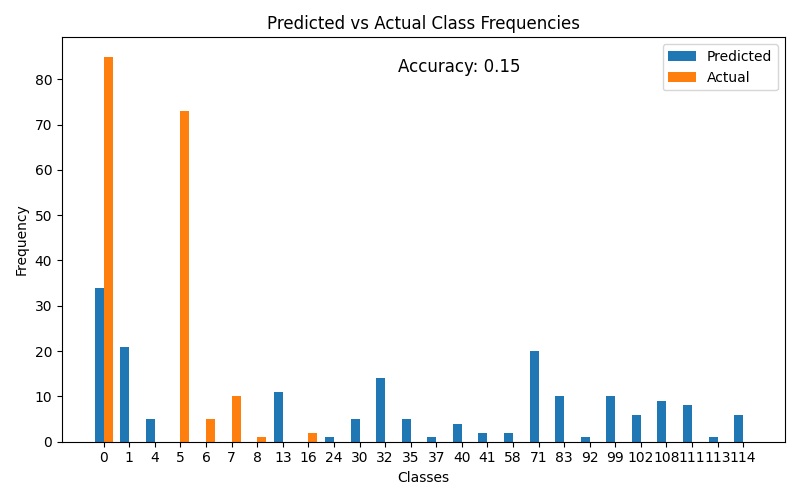 Predicted vs Actual Class Frequencies
Accuracy: 0.15
Predicted
Actual
Frequency
80
70
60
50
40
30
20
10
0
0 1 4 5 6 7 8 13 16 24 30 32 35 37 40 41 58 71 83 92 99 102 108 111 113 114
Classes